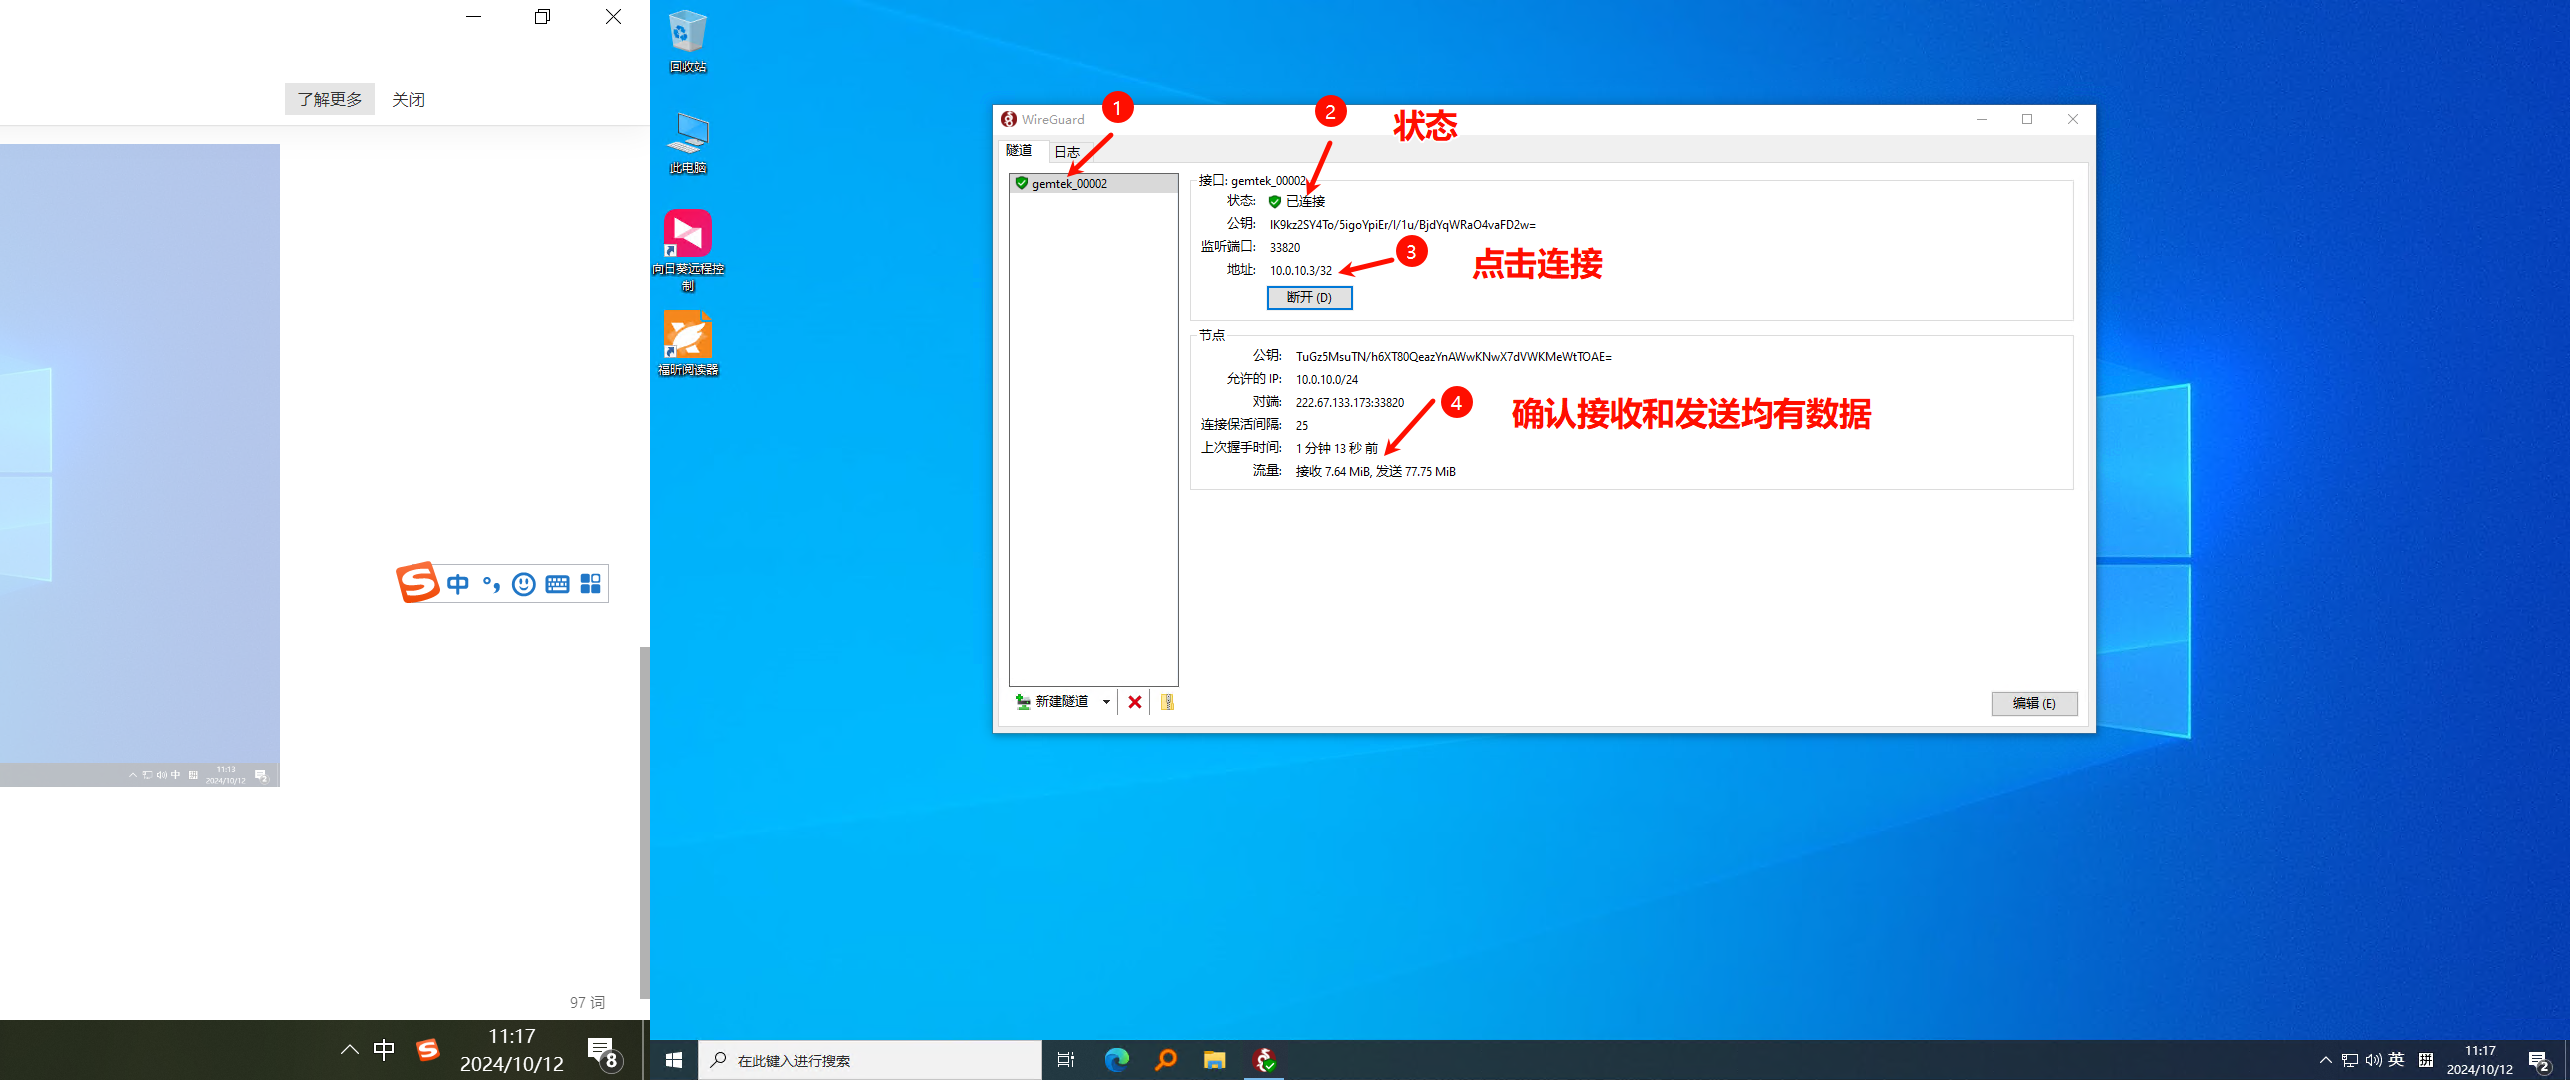 了解更多 关闭
11:13
2024/10/12
2
中
97 词
中
11:17
2024/10/12
8
回收站
此电脑
向日葵远程控
制
福昕阅读器
WireGuard
1
2
状态
隧道
日志
gemtek_00002
接口: gemtek_00002
状态: 已连接
公钥: IK9kz2SY4To/5igoYpiEr/I/1u/BjdYqWRaO4vaFD2w=
监听端口: 33820
3
点击连接
地址: 10.0.10.3/32
断开 (D)
节点
公钥: TuGz5MsuTN/h6XT80QeazYnAWwKNwX7dVWKMeWtTOAE=
允许的 IP: 10.0.10.0/24
对端: 222.67.133.173:33820
4
确认接收和发送均有数据
连接保活间隔: 25
上次握手时间: 1 分钟 13 秒 前
流量: 接收 7.64 MiB, 发送 77.75 MiB
新建隧道
编辑 (E)
在此键入进行搜索
英
拼
11:17
2024/10/12
2